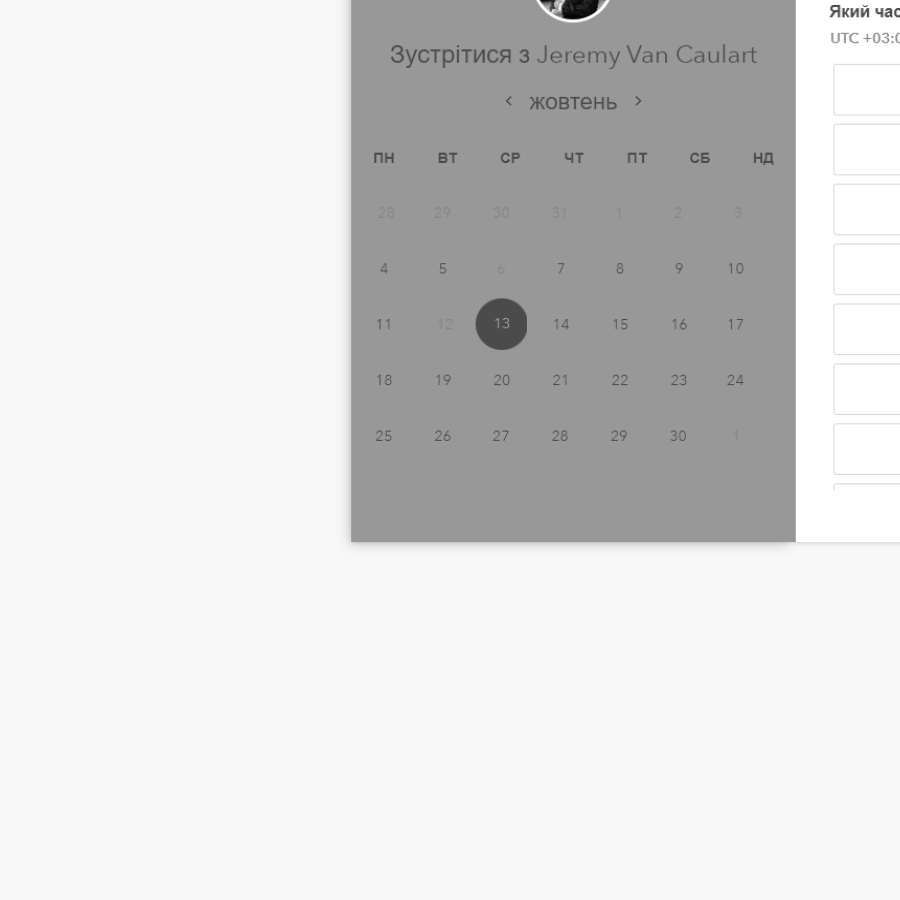 Зустрітися з Jeremy Van Caulart
< жовтень >
ПН ВТ СР ЧТ ПТ СБ НД
28 29 30 31 1 2 3
4 5 6 7 8 9 10
11 12 13 14 15 16 17
18 19 20 21 22 23 24
25 26 27 28 29 30 1
Який час
UTC +03:0